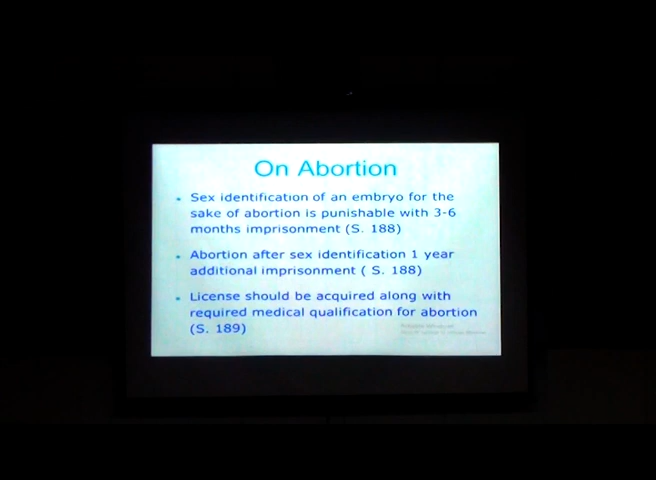 On Abortion
Sex identification of an embryo for the
sake of abortion is punishable with 3-6
months imprisonment (S. 188)
Abortion after sex identification 1 year
additional imprisonment ( S. 188)
License should be acquired along with
required medical qualification for abortion
(S. 189)